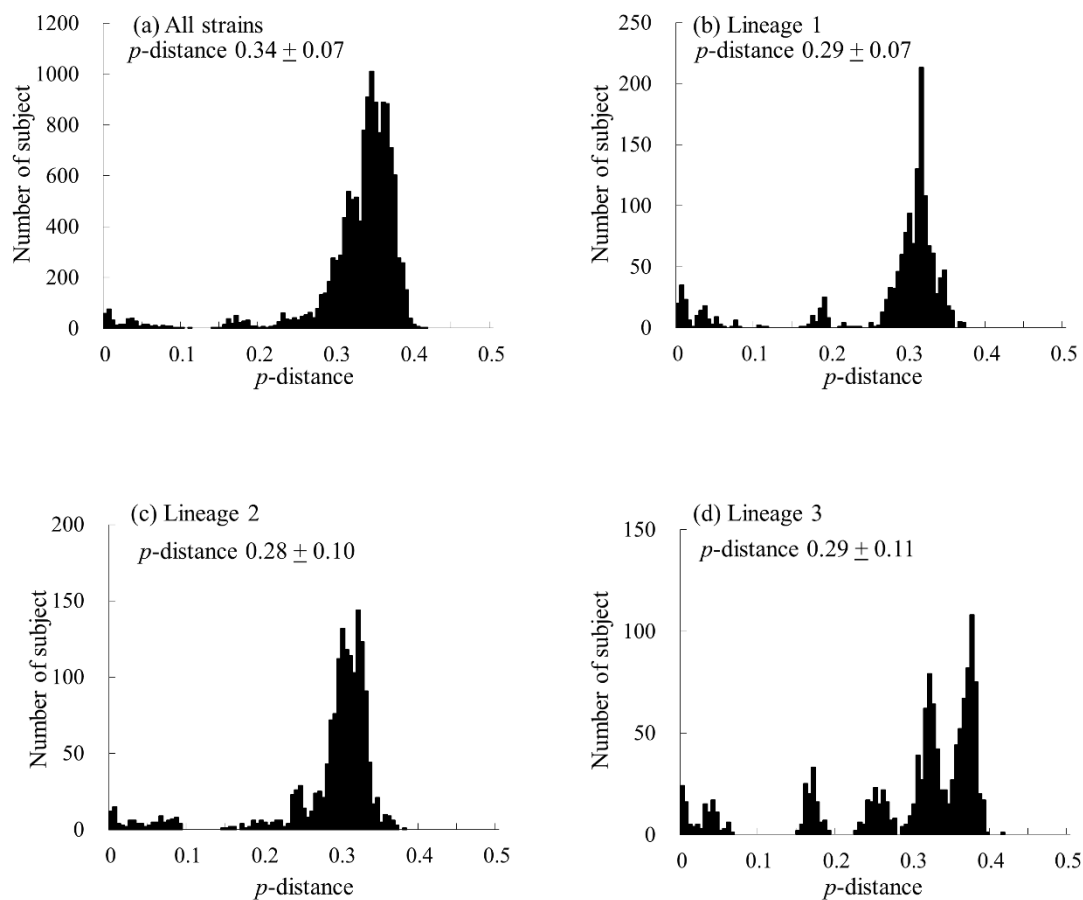 (a) All strains
p-distance 0.34 ± 0.07
Number of subject
1200
1000
800
600
400
200
0
0 0.1 0.2 0.3 0.4 0.5
p-distance
(b) Lineage 1
p-distance 0.29 ± 0.07
Number of subject
250
200
150
100
50
0
0 0.1 0.2 0.3 0.4 0.5
p-distance
(c) Lineage 2
p-distance 0.28 ± 0.10
Number of subject
200
150
100
50
0
0 0.1 0.2 0.3 0.4 0.5
p-distance
(d) Lineage 3
p-distance 0.29 ± 0.11
Number of subject
150
100
50
0
0 0.1 0.2 0.3 0.4 0.5
p-distance